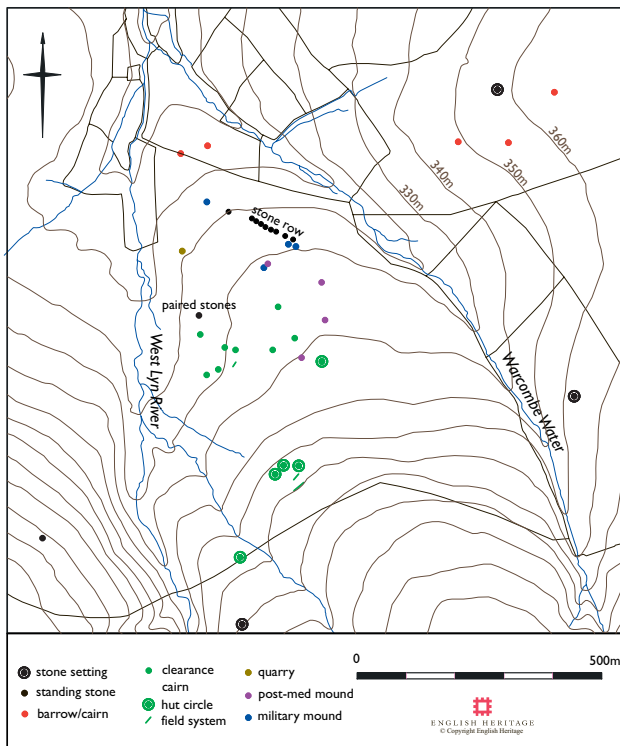 360m
350m
340m
330m
stone row
paired stones
West Lyn River
Warcombe Water
stone setting
standing stone
barrow/cairn
clearance
cairn
hut circle
field system
quarry
post-med mound
military mound
0
500m
ENGLISH HERITAGE
© Copyright English Heritage